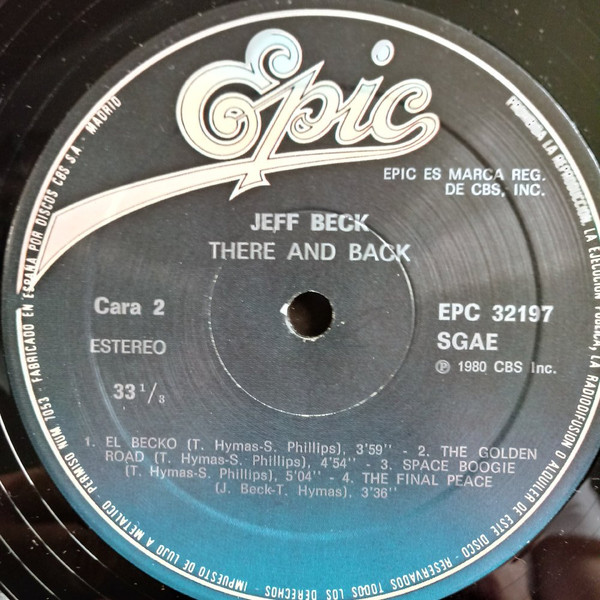 Epic
EPIC ES MARCA REG.
DE CBS, INC.
JEFF BECK
THERE AND BACK
Cara 2
EPC 32197
ESTEREO
SGAE
℗ 1980 CBS Inc.
33 1/3
1. EL BECKO (T. Hymas-S. Phillips), 3'59'' - 2. THE GOLDEN
ROAD (T. Hymas-S. Phillips), 4'54'' - 3. SPACE BOOGIE
(T. Hymas-S. Phillips), 5'04'' - 4. THE FINAL PEACE
(J. Beck-T. Hymas), 3'36''
PROHIBIDA LA REPRODUCCION, LA EJECUCION PUBLICA, LA RADIODIFUSION O ALQUILER DE ESTE DISCO · RESERVADOS TODOS LOS DERECHOS · IMPUESTO DE LUJO A METALICO PERMISO NUM 7053 · FABRICADO EN ESPAÑA POR DISCOS CBS S.A. · MADRID